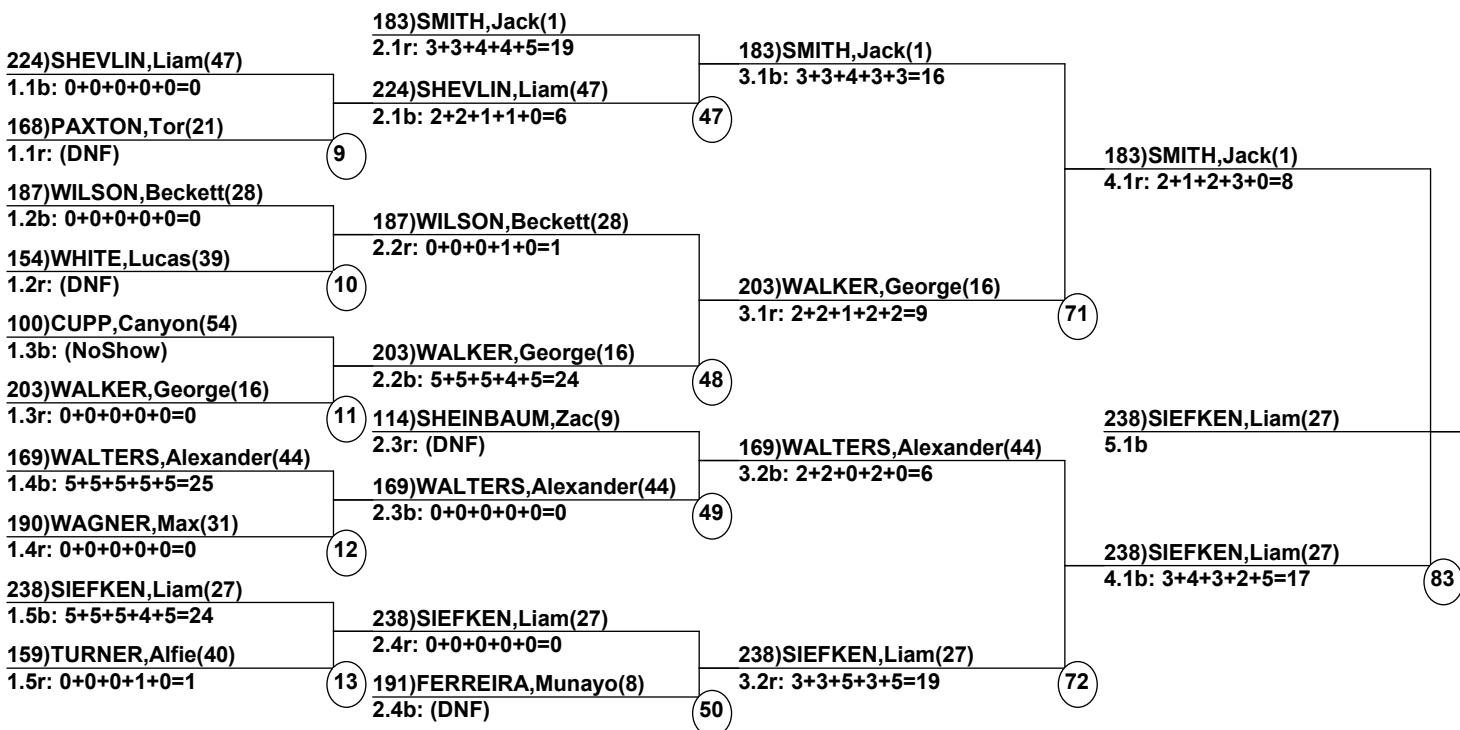 183)SMITH,Jack(1)
2.1r: 3+3+4+4+5=19
224)SHEVLIN,Liam(47)
1.1b: 0+0+0+0+0=0
183)SMITH,Jack(1)
3.1b: 3+3+4+3+3=16
224)SHEVLIN,Liam(47)
2.1b: 2+2+1+1+0=6
47
168)PAXTON,Tor(21)
1.1r: (DNF)
9
183)SMITH,Jack(1)
4.1r: 2+1+2+3+0=8
187)WILSON,Beckett(28)
1.2b: 0+0+0+0+0=0
187)WILSON,Beckett(28)
2.2r: 0+0+0+1+0=1
154)WHITE,Lucas(39)
1.2r: (DNF)
10
203)WALKER,George(16)
3.1r: 2+2+1+2+2=9
71
100)CUPP,Canyon(54)
1.3b: (NoShow)
203)WALKER,George(16)
2.2b: 5+5+5+4+5=24
48
203)WALKER,George(16)
1.3r: 0+0+0+0+0=0
11
114)SHEINBAUM,Zac(9)
2.3r: (DNF)
238)SIEFKEN,Liam(27)
5.1b
169)WALTERS,Alexander(44)
1.4b: 5+5+5+5+5=25
169)WALTERS,Alexander(44)
3.2b: 2+2+0+2+0=6
169)WALTERS,Alexander(44)
2.3b: 0+0+0+0+0=0
49
190)WAGNER,Max(31)
1.4r: 0+0+0+0+0=0
12
238)SIEFKEN,Liam(27)
4.1b: 3+4+3+2+5=17
83
238)SIEFKEN,Liam(27)
1.5b: 5+5+5+4+5=24
238)SIEFKEN,Liam(27)
2.4r: 0+0+0+0+0=0
159)TURNER,Alfie(40)
1.5r: 0+0+0+1+0=1
13
238)SIEFKEN,Liam(27)
3.2r: 3+3+5+3+5=19
72
191)FERREIRA,Munayo(8)
2.4b: (DNF)
50